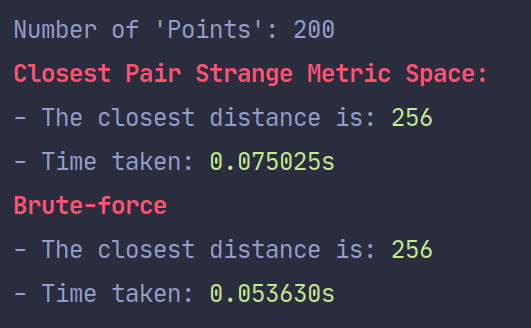 Number of 'Points': 200
Closest Pair Strange Metric Space:
- The closest distance is: 256
- Time taken: 0.075025s
Brute-force
- The closest distance is: 256
- Time taken: 0.053630s